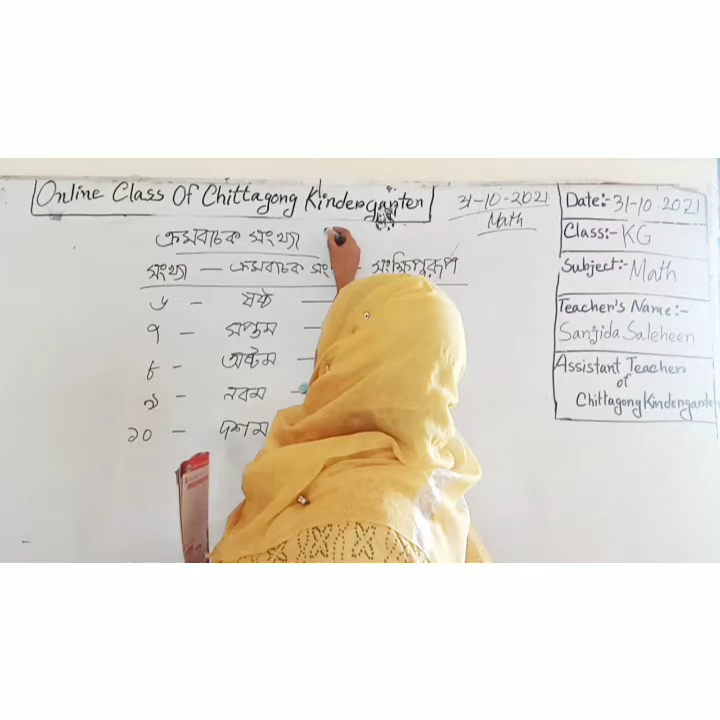 Online Class Of Chittagong Kindergarten
31-10-2021
Math
ক্রমবাচক সংখ্যা
সংখ্যা — ক্রমবাচক সং — সংক্ষিপ্তরূপ
৬ — ষষ্ঠ —
৭ — সপ্তম —
৮ — অষ্টম —
৯ — নবম —
১০ — দশম
Date:- 31-10-2021
Class:- KG
Subject:- Math
Teacher's Name:-
Sanjida Saleheen
Assistant Teacher
of
Chittagong Kindergarten